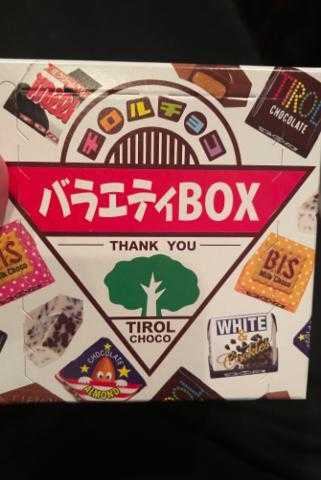 チロルチョコ
TIROL
CHOCOLATE
バラエティBOX
THANK YOU
BIS
Milk Choco
BIS
Milk Choco
TIROL
CHOCO
WHITE
&
Cookies
CHOCOLATE
ALMOND